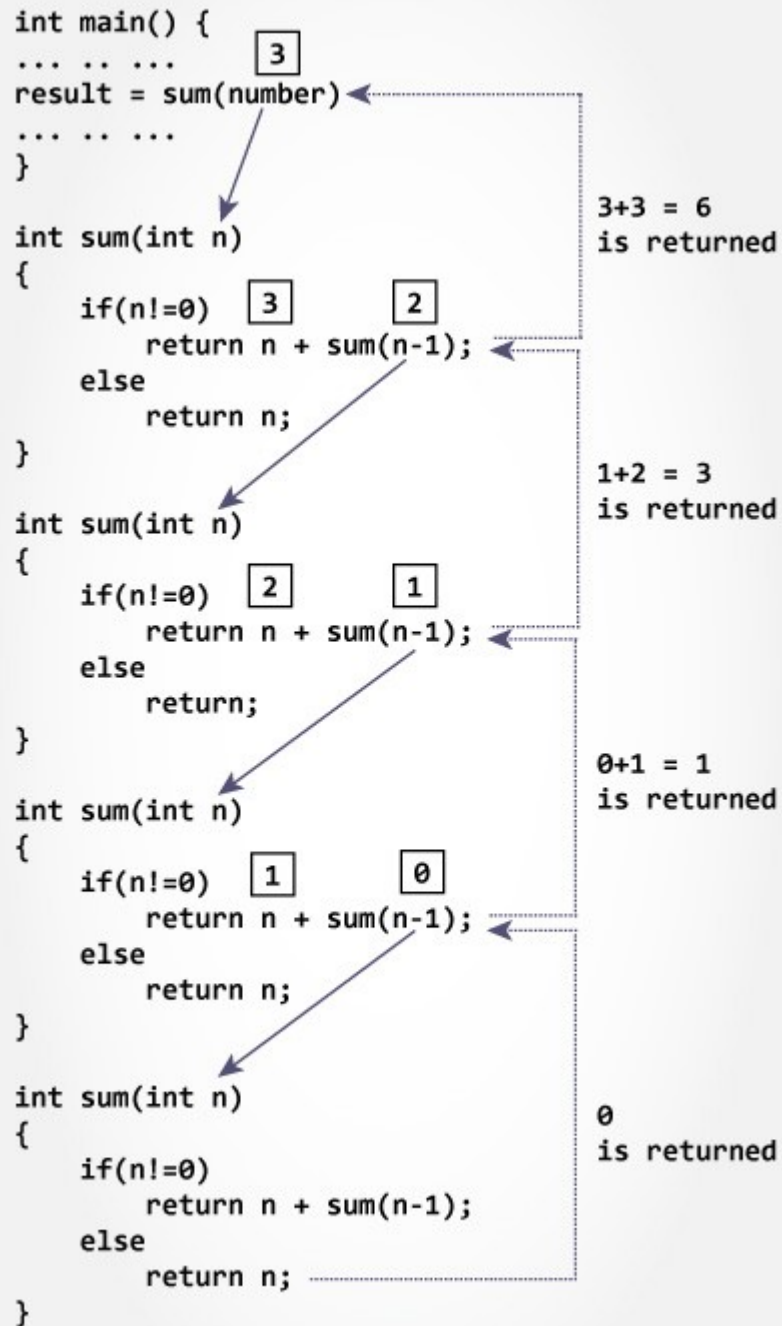 int main() {
... .. ... 3
result = sum(number)
... .. ...
}
3+3 = 6
is returned
int sum(int n)
{
if(n!=0) 3 2
return n + sum(n-1);
else
return n;
}
1+2 = 3
is returned
int sum(int n)
{
if(n!=0) 2 1
return n + sum(n-1);
else
return;
}
0+1 = 1
is returned
int sum(int n)
{
if(n!=0) 1 0
return n + sum(n-1);
else
return n;
}
0
is returned
int sum(int n)
{
if(n!=0)
return n + sum(n-1);
else
return n;
}